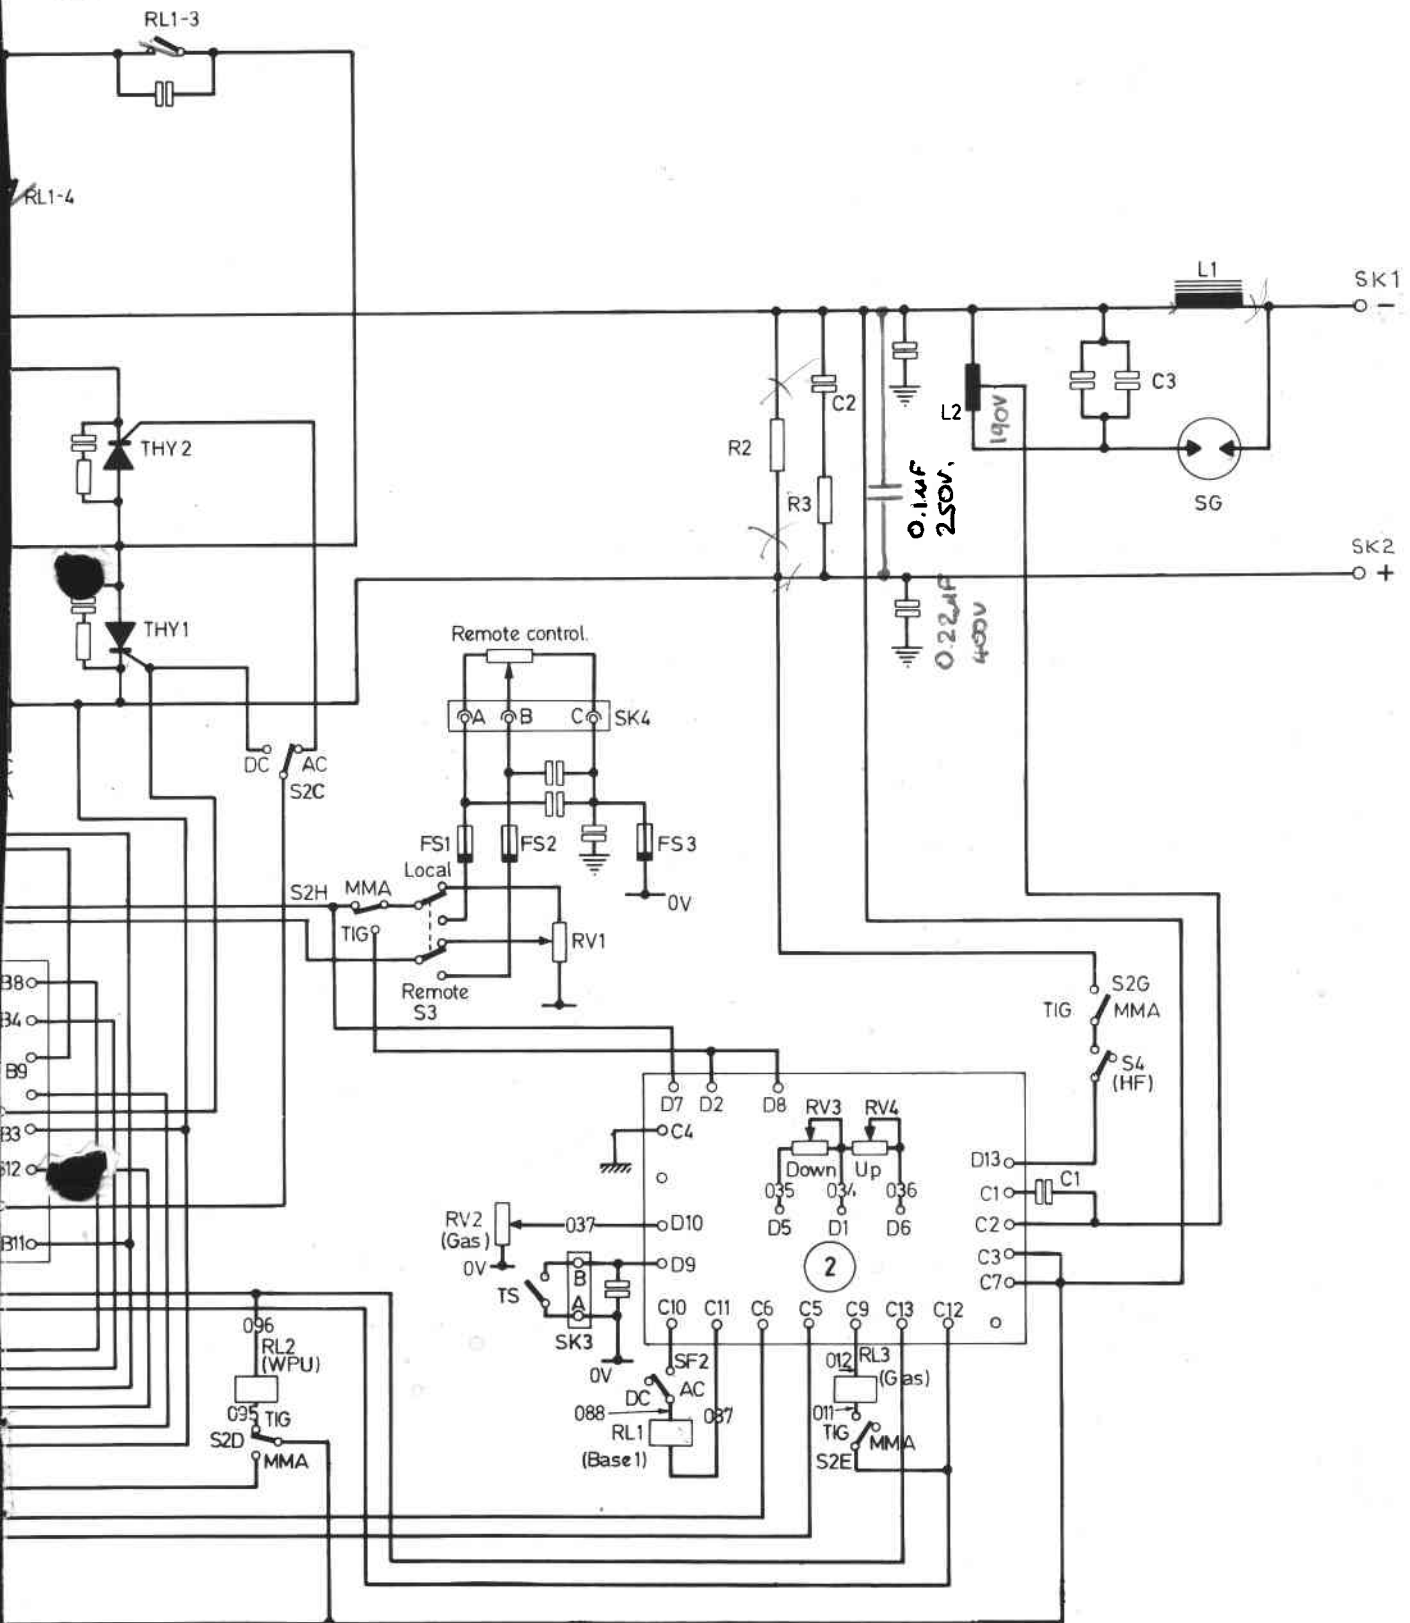 RL1-3
RL1-4
L1
SK1
−
C3
L2
190V
C2
R2
R3
THY2
SG
0.1uF
250V.
SK2
+
0.22uF
400V
THY1
Remote control.
A
B
C
SK4
DC
AC
S2C
FS1
FS2
FS3
Local
0V
S2H
MMA
TIG
RV1
Remote
S3
B8
B4
B9
B3
B12
B11
S2G
TIG
MMA
S4
(HF)
D7
D2
D8
RV3
RV4
C4
Down
Up
D13
C1
C1
035
034
036
D5
D1
D6
C2
RV2
(Gas)
037
D10
0V
2
C3
C7
D9
TS
B
A
SK3
C10
C11
C6
C5
C9
C13
C12
096
RL2
(WPU)
0V
SF2
DC
AC
088
087
RL1
(Base1)
012
RL3
(Gas)
011
TIG
MMA
S2E
095
TIG
S2D
MMA